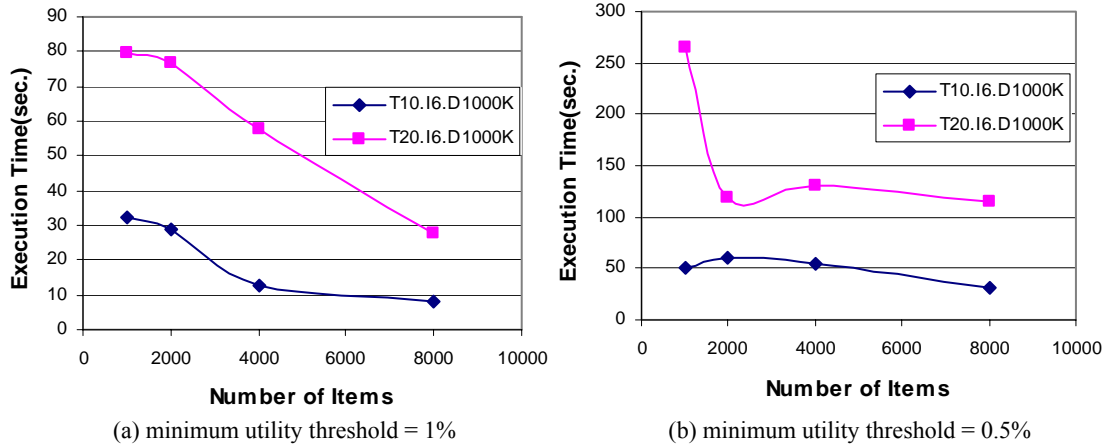 90
80
70
60
50
40
30
20
10
0
Execution Time(sec.)
T10.I6.D1000K
T20.I6.D1000K
0 2000 4000 6000 8000 10000
Number of Items
(a) minimum utility threshold = 1%
300
250
200
150
100
50
0
Execution Time(sec.)
T10.I6.D1000K
T20.I6.D1000K
0 2000 4000 6000 8000 10000
Number of Items
(b) minimum utility threshold = 0.5%